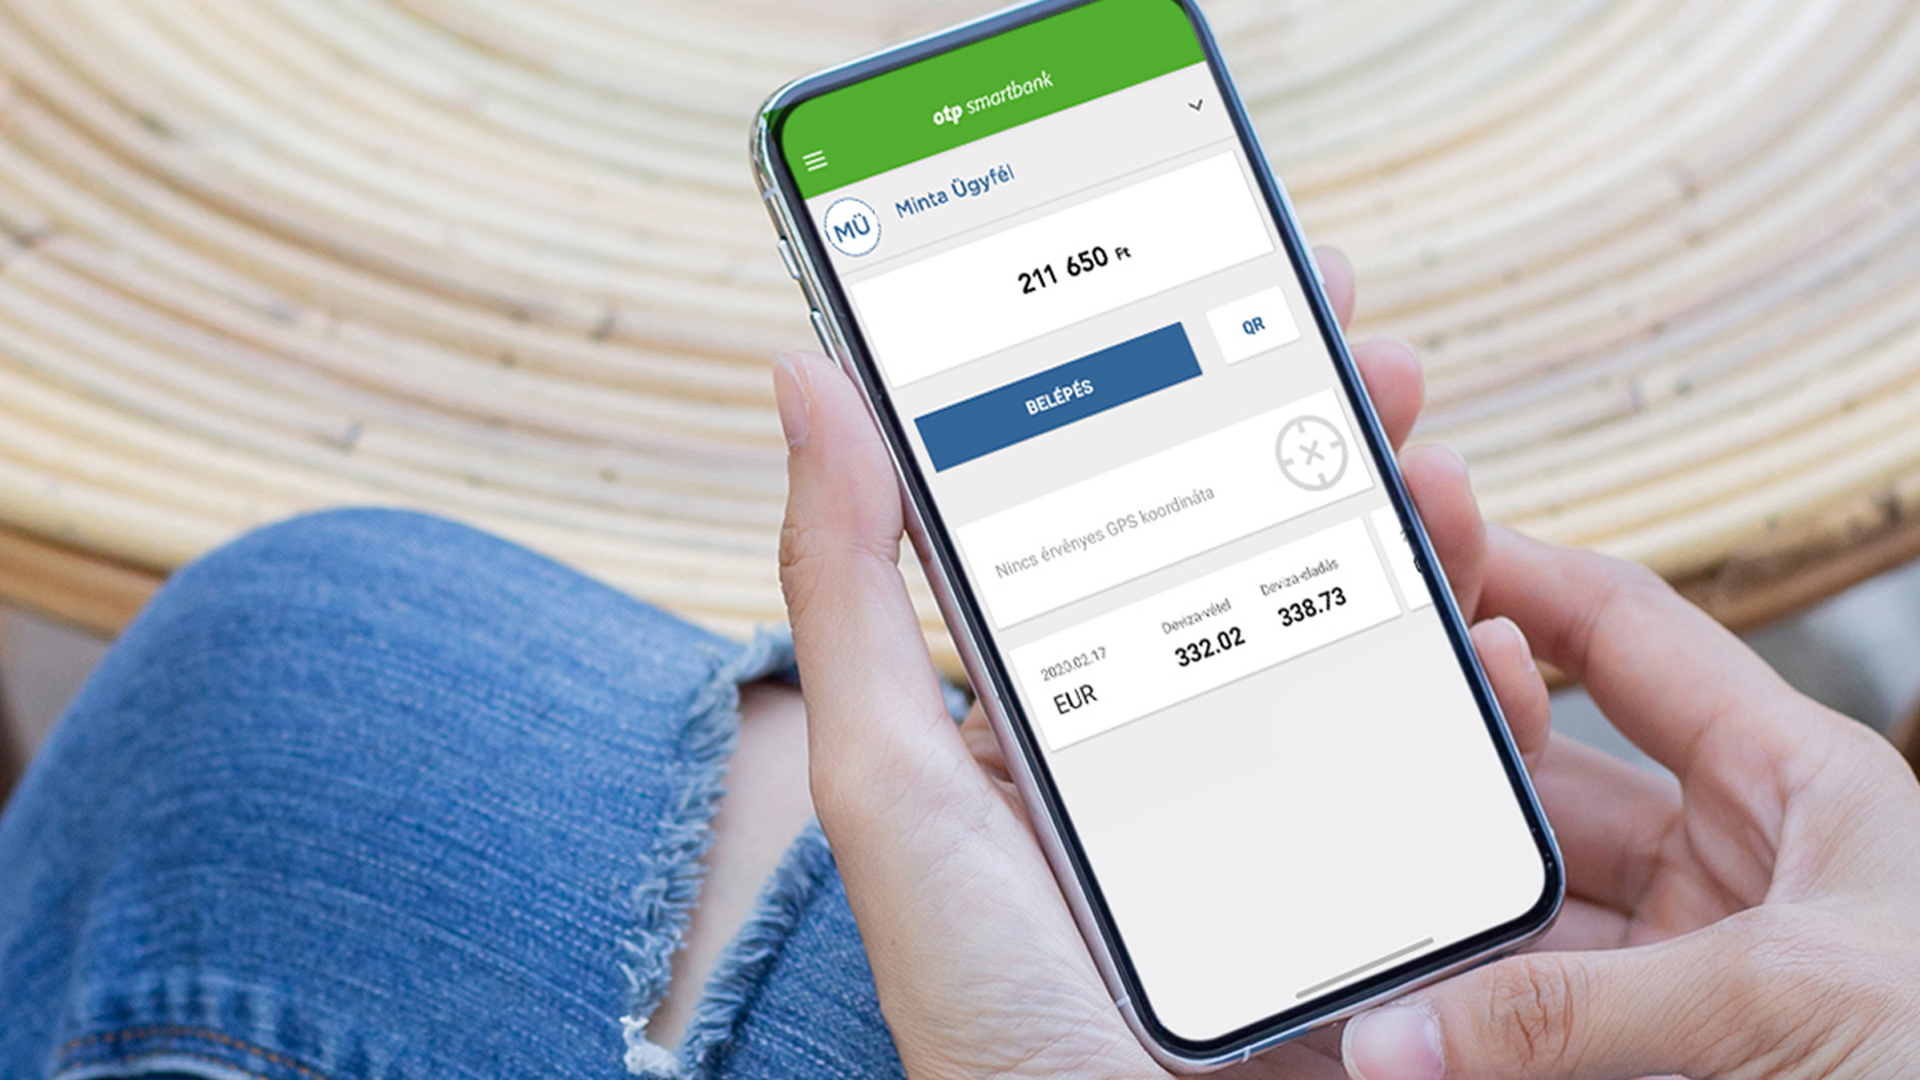 otp smartbank
MÜ
Minta Ügyfél
211 650 Ft
BELÉPÉS
QR
Nincs érvényes GPS koordináta
2020.02.17
EUR
Deviza-vétel
332.02
Deviza-eladás
338.73